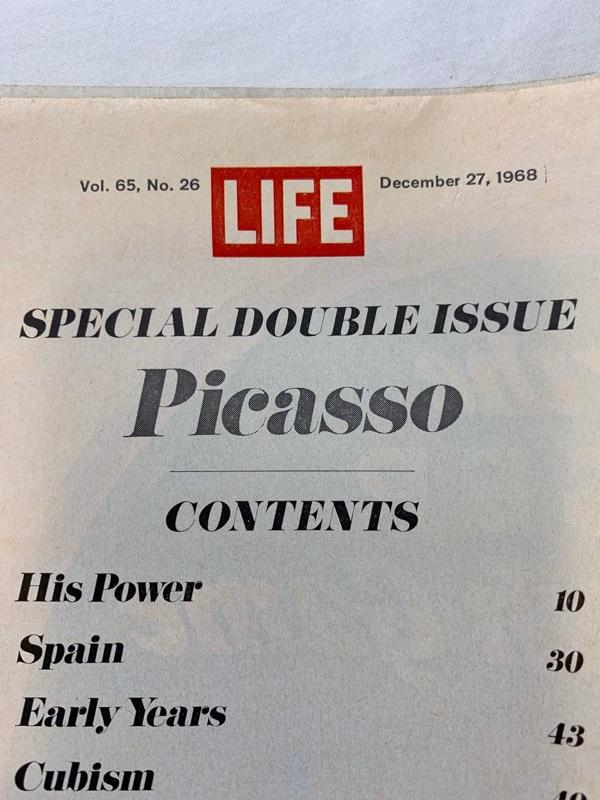 Vol. 65, No. 26 LIFE December 27, 1968
SPECIAL DOUBLE ISSUE
Picasso
CONTENTS
His Power 10
Spain 30
Early Years 43
Cubism